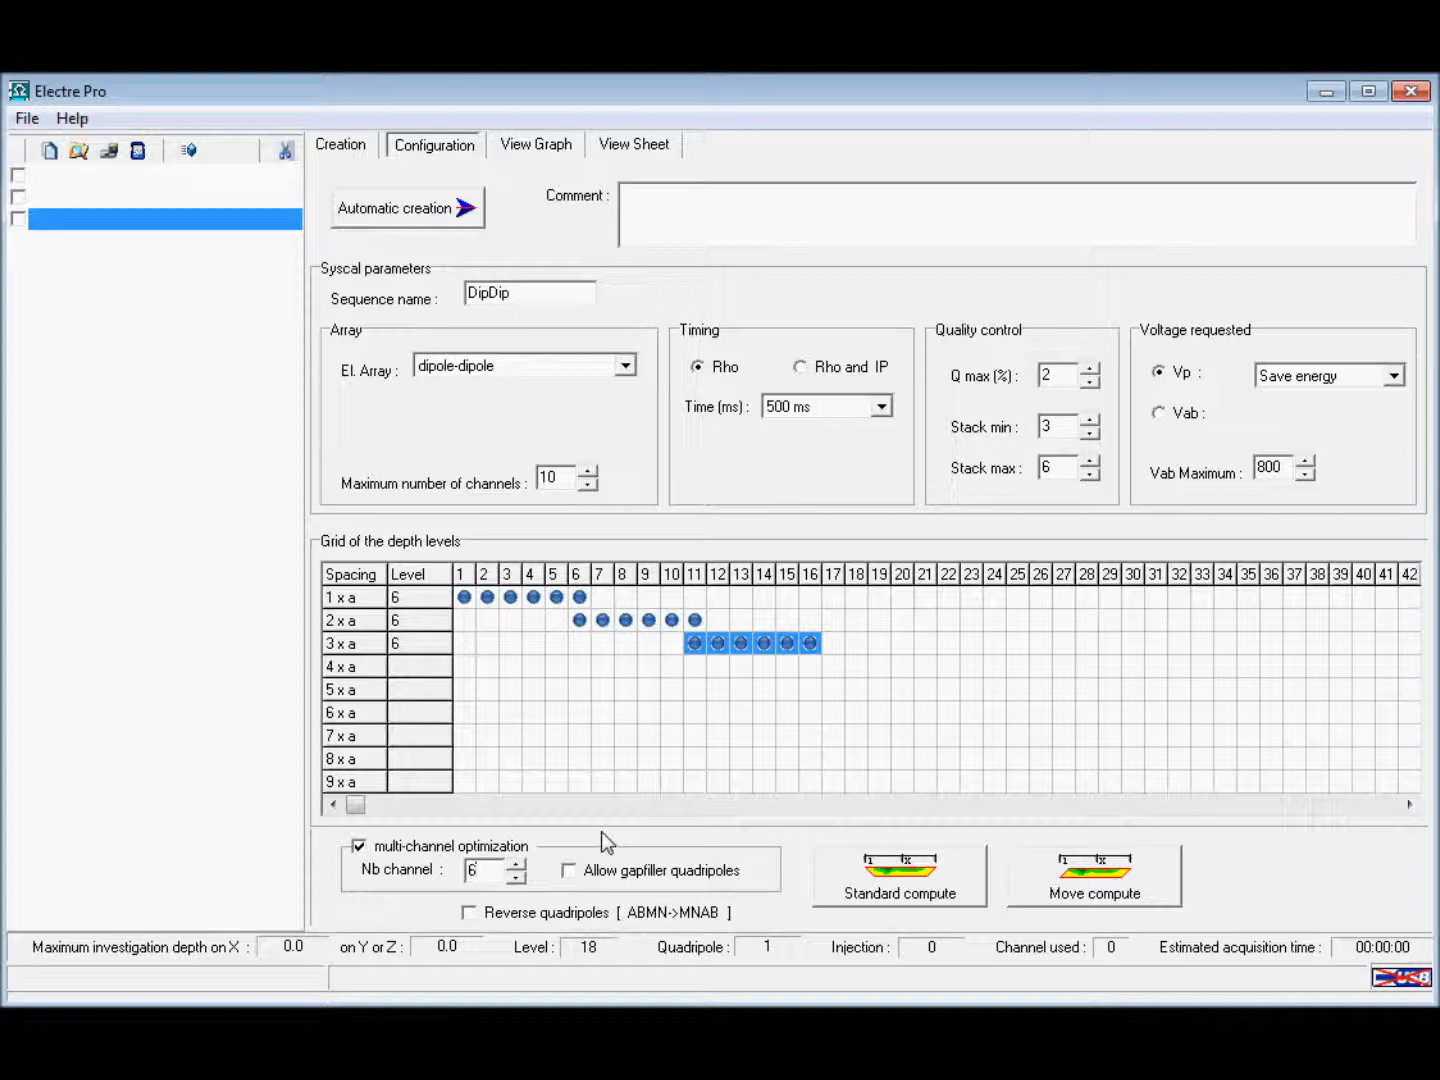 Electre Pro
File Help
Creation Configuration View Graph View Sheet
Automatic creation Comment :
Syscal parameters
Sequence name : DipDip
Array Timing Quality control Voltage requested
El. Array : dipole-dipole Rho Rho and IP Q max (%) : 2 Vp : Save energy
Time (ms) : 500 ms Vab :
Stack min : 3
Maximum number of channels : 10 Stack max : 6 Vab Maximum : 800
Grid of the depth levels
Spacing Level 1 2 3 4 5 6 7 8 9 10 11 12 13 14 15 16 17 18 19 20 21 22 23 24 25 26 27 28 29 30 31 32 33 34 35 36 37 38 39 40 41 42
1 x a 6
2 x a 6
3 x a 6
4 x a
5 x a
6 x a
7 x a
8 x a
9 x a
multi-channel optimization
Nb channel : 6 Allow gapfiller quadripoles
1 x Standard compute 1 x Move compute
Reverse quadripoles [ ABMN->MNAB ]
Maximum investigation depth on X : 0.0 on Y or Z : 0.0 Level : 18 Quadripole : 1 Injection : 0 Channel used : 0 Estimated acquisition time : 00:00:00
USB